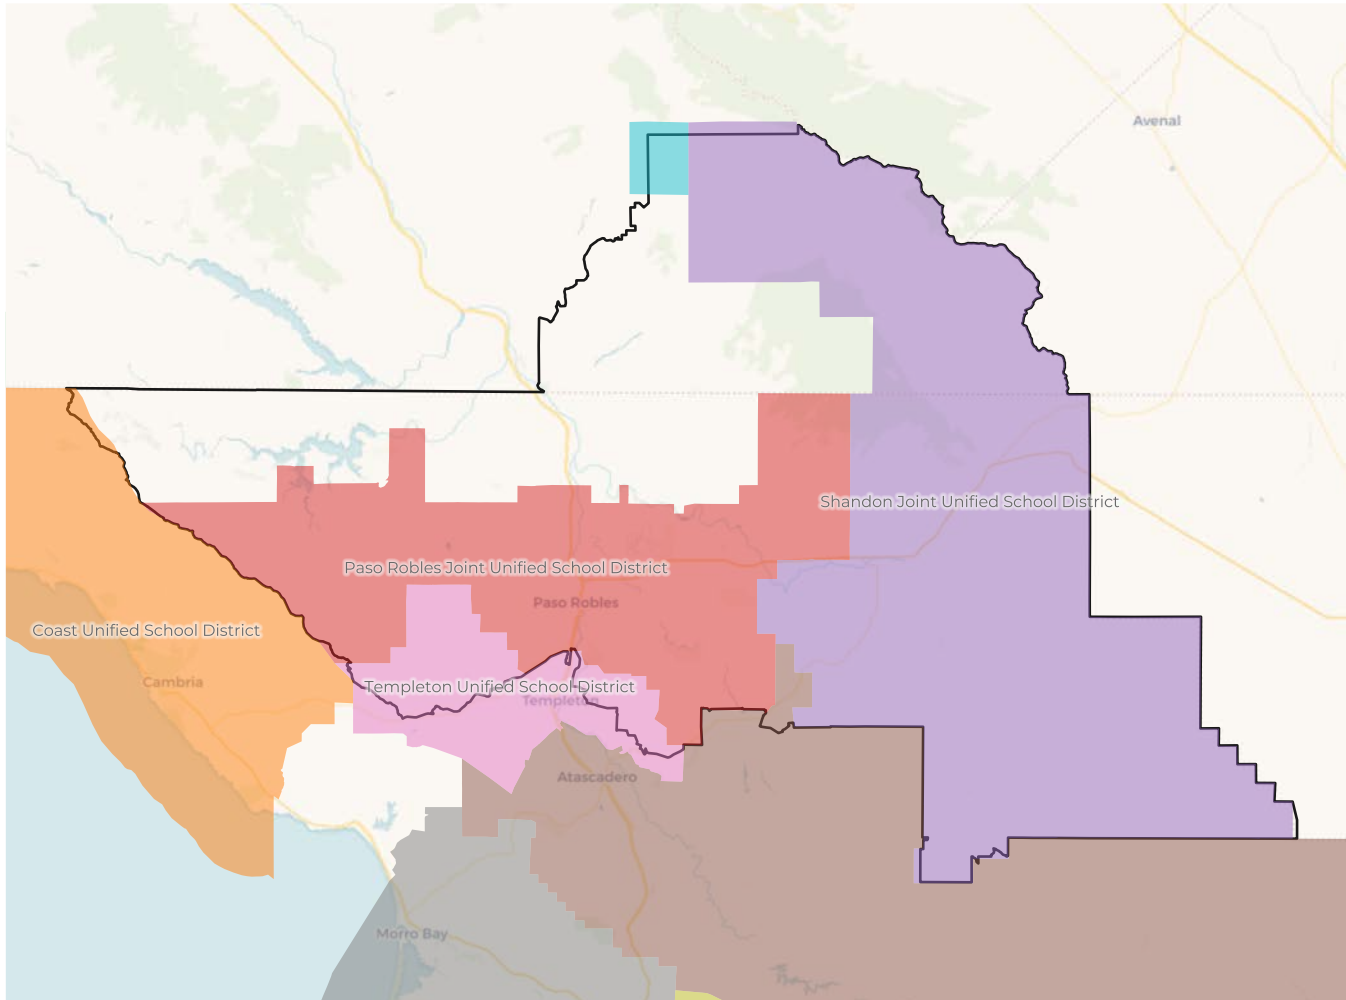 Avenal
Shandon Joint Unified School District
Paso Robles Joint Unified School District
Paso Robles
Coast Unified School District
Cambria
Templeton Unified School District
Templeton
Atascadero
Morro Bay